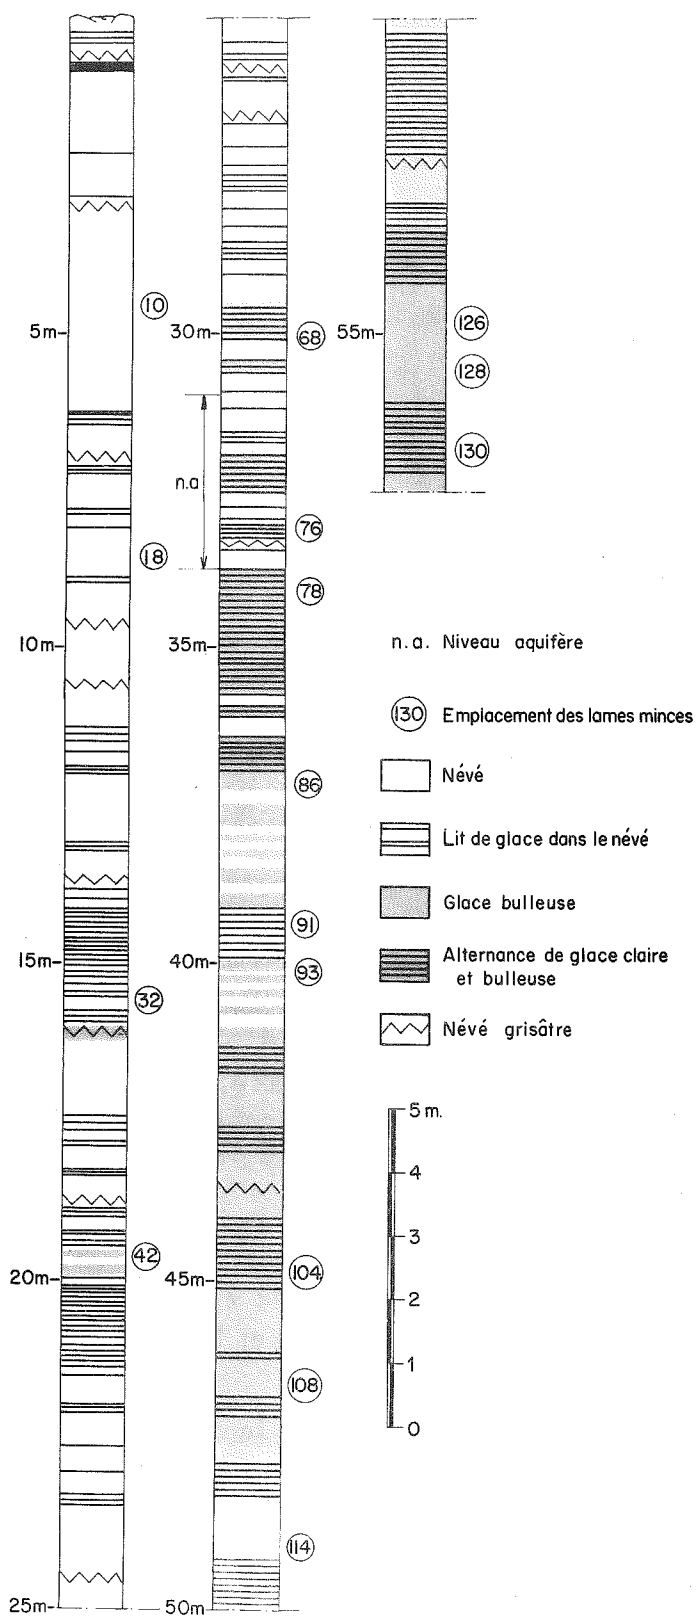 5m
10m
15m
20m
25m
10
18
32
42
30m
35m
40m
45m
50m
n.a
68
76
78
86
91
93
104
108
114
55m
126
128
130
n.a. Niveau aquifère
130 Emplacement des lames minces
Névé
Lit de glace dans le névé
Glace bulleuse
Alternance de glace claire
et bulleuse
Névé grisâtre
5 m.
4
3
2
1
0